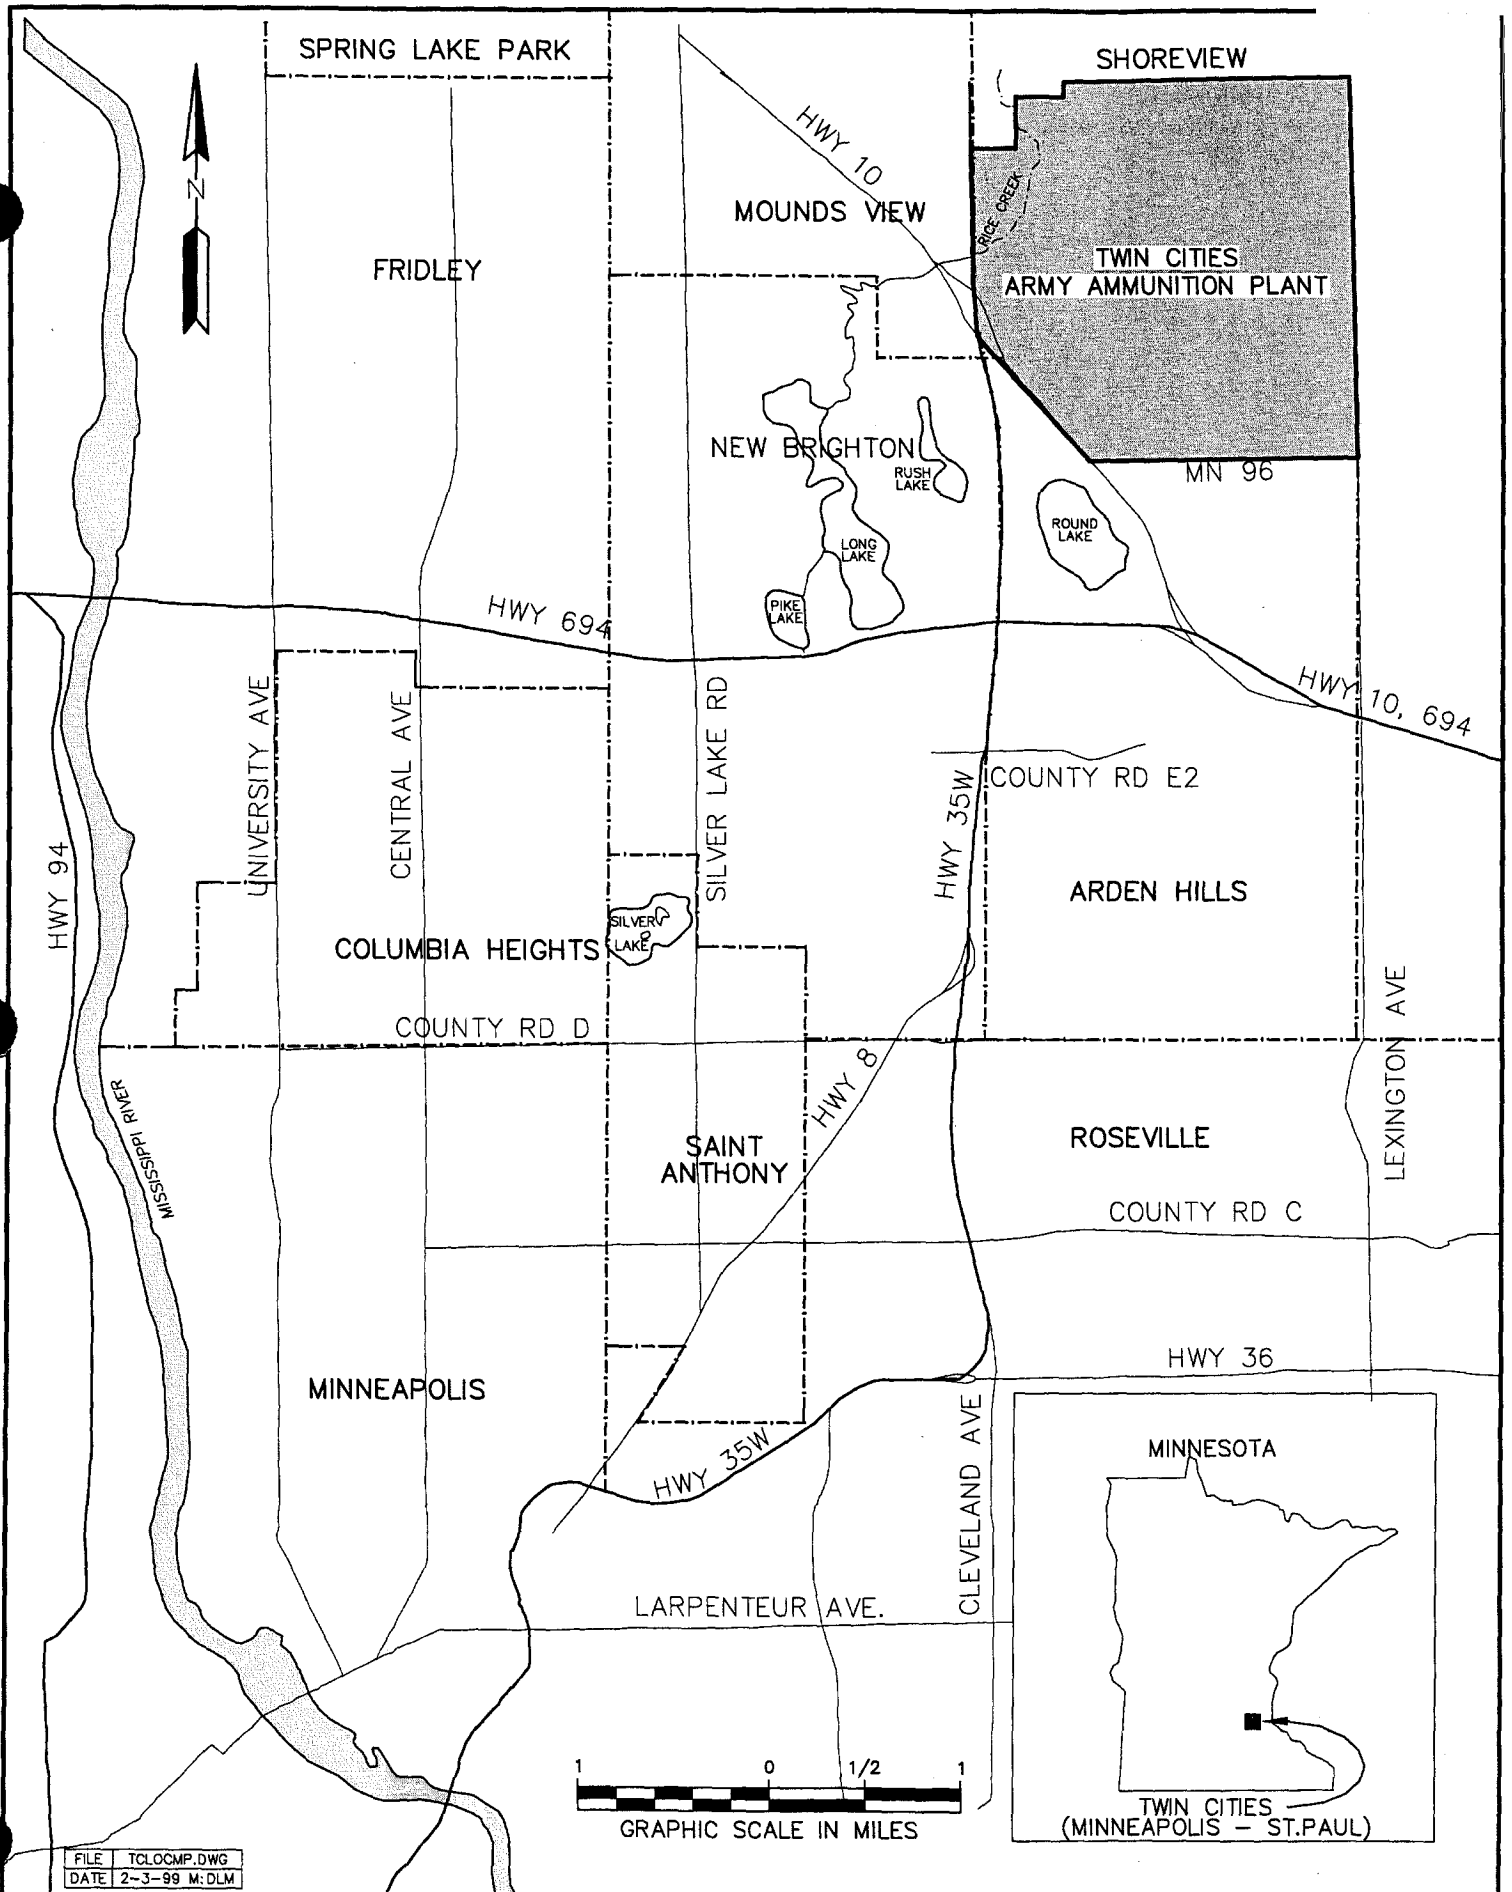 SPRING LAKE PARK
SHOREVIEW
HWY 10
N
RICE CREEK
MOUNDS VIEW
FRIDLEY
TWIN CITIES
ARMY AMMUNITION PLANT
NEW BRIGHTON
RUSH
LAKE
MN 96
ROUND
LAKE
LONG
LAKE
PIKE
LAKE
HWY 694
HWY 10, 694
UNIVERSITY AVE
CENTRAL AVE
SILVER LAKE RD
HWY 35W
COUNTY RD E2
HWY 94
ARDEN HILLS
SILVER
LAKE
COLUMBIA HEIGHTS
COUNTY RD D
LEXINGTON AVE
HWY 8
MISSISSIPPI RIVER
SAINT
ANTHONY
ROSEVILLE
COUNTY RD C
HWY 36
MINNEAPOLIS
HWY 35W
CLEVELAND AVE
MINNESOTA
LARPENTEUR AVE.
1 0 1/2 1
GRAPHIC SCALE IN MILES
TWIN CITIES
(MINNEAPOLIS - ST.PAUL)
FILE TCLOCMP.DWG
DATE 2-3-99 M:DLM